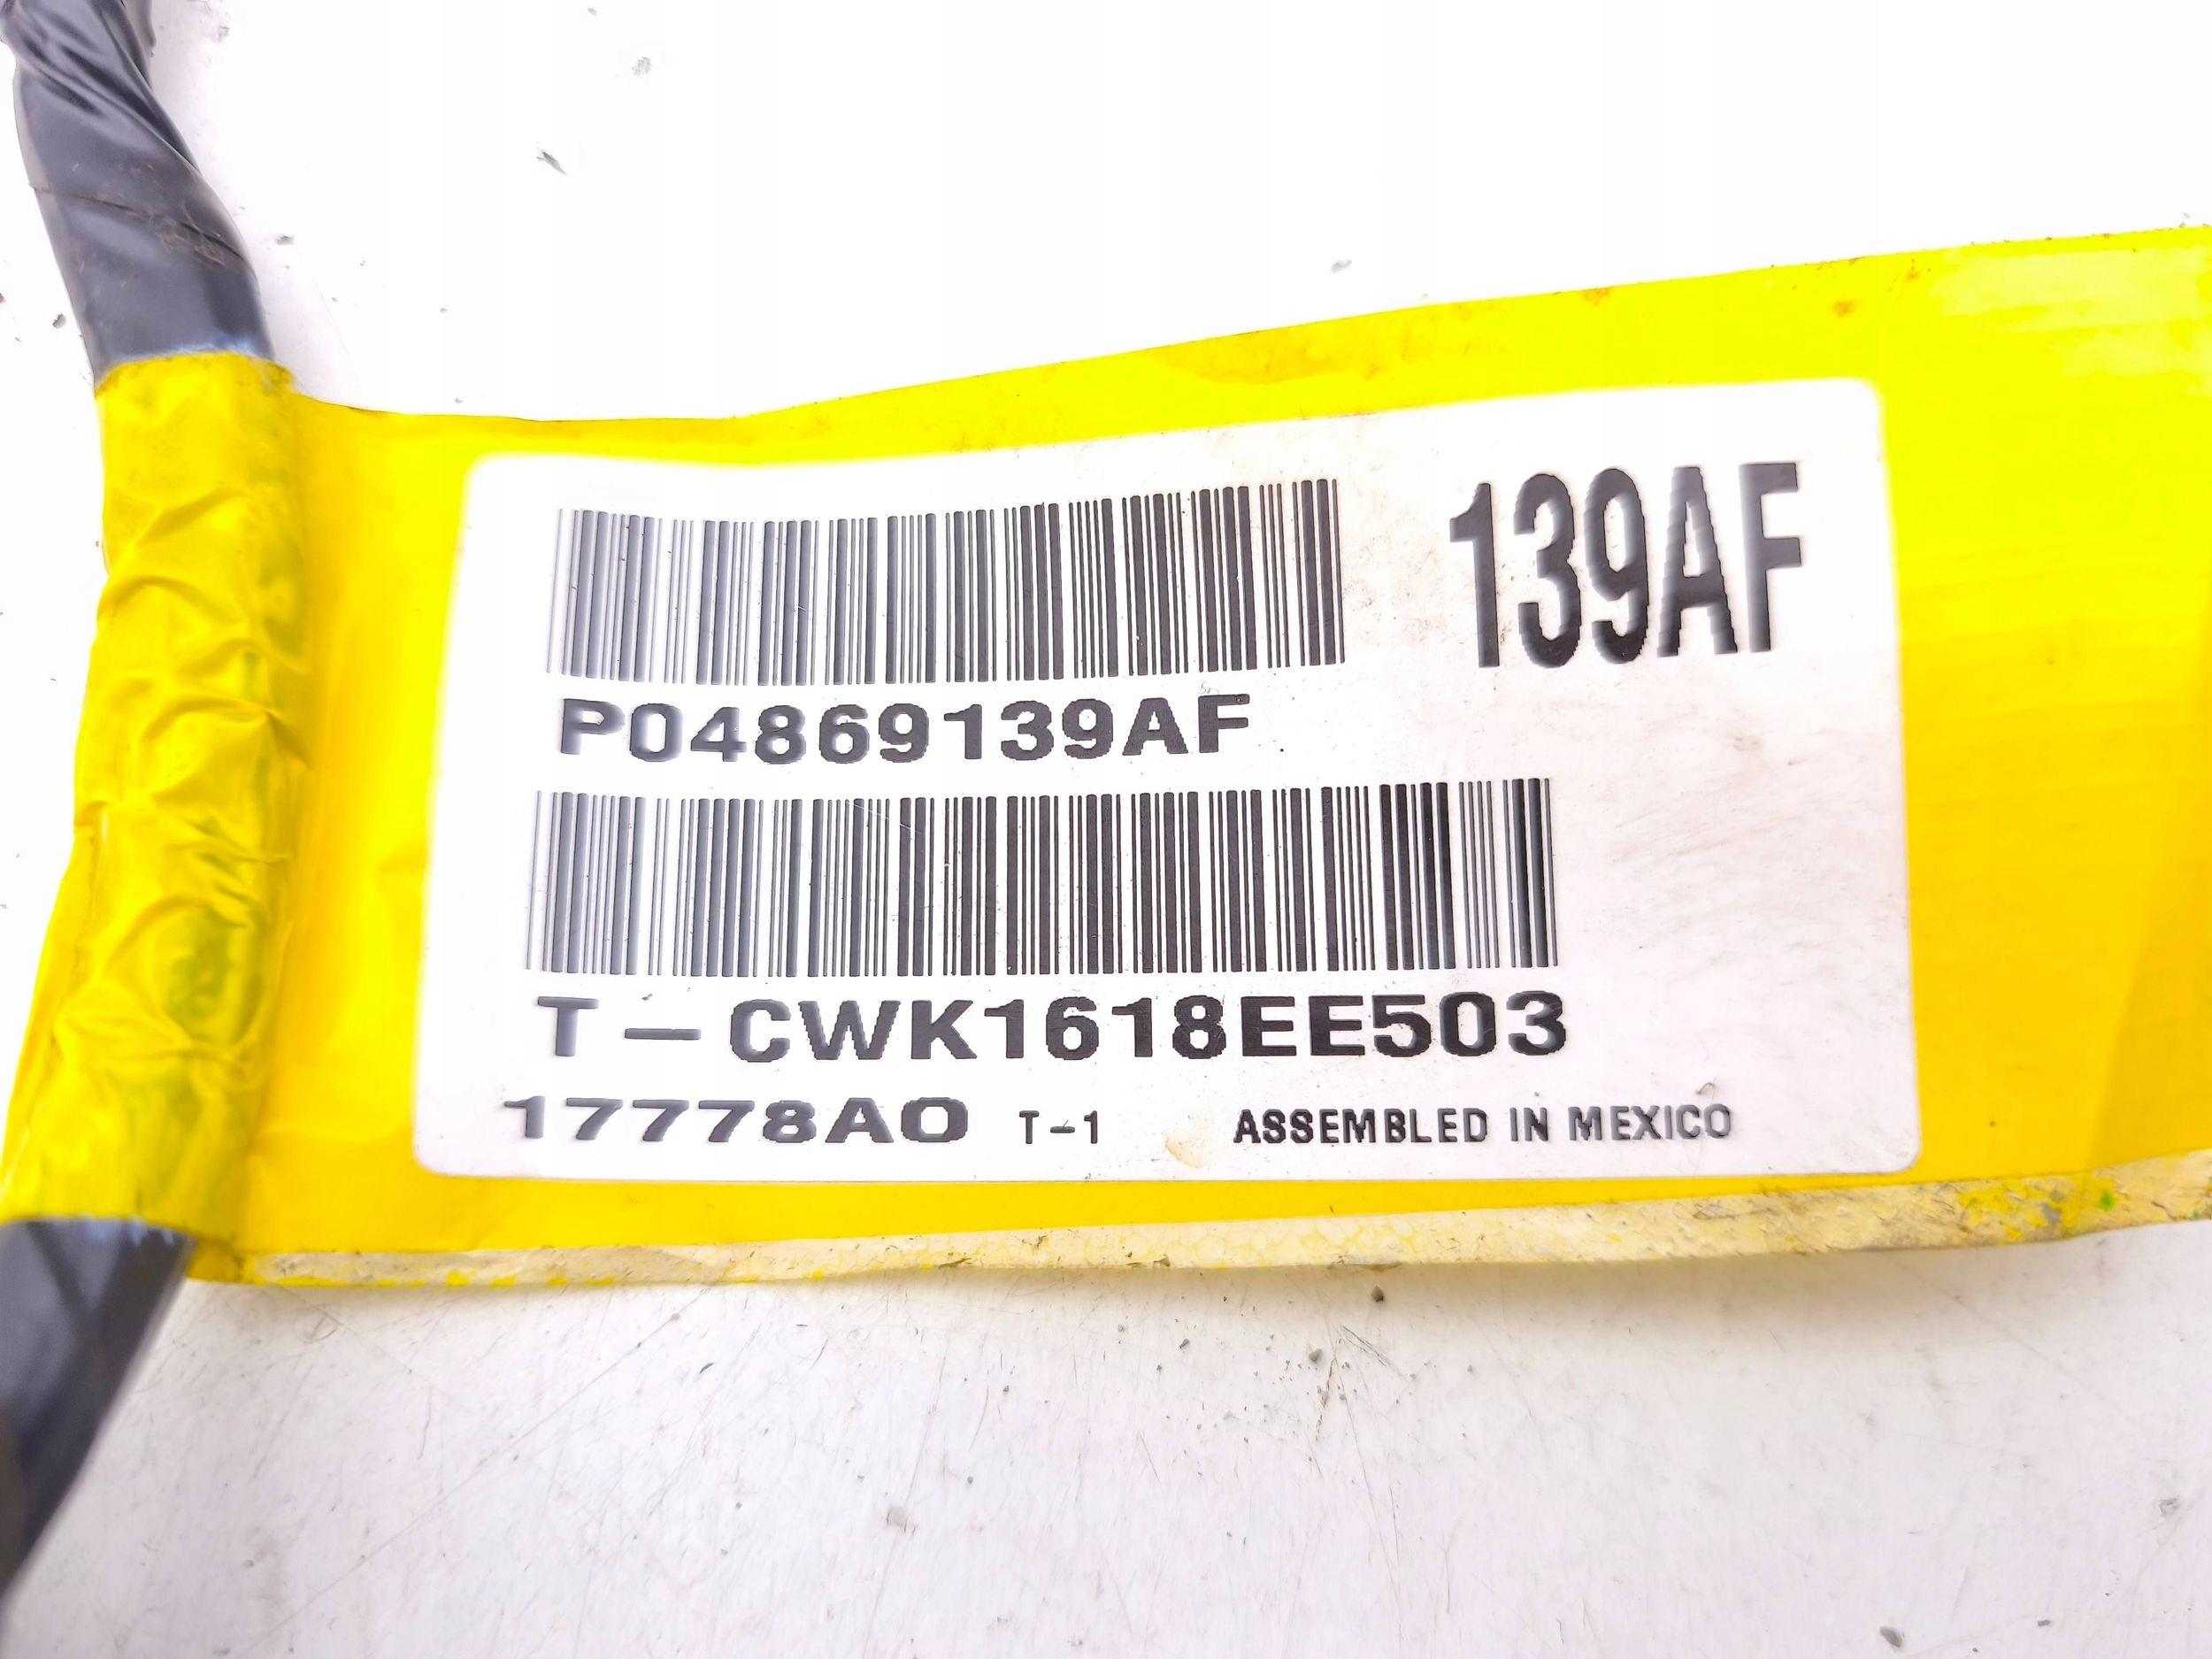 139AF
P04869139AF
T-CWK1618EE503
17778AO T-1 ASSEMBLED IN MEXICO